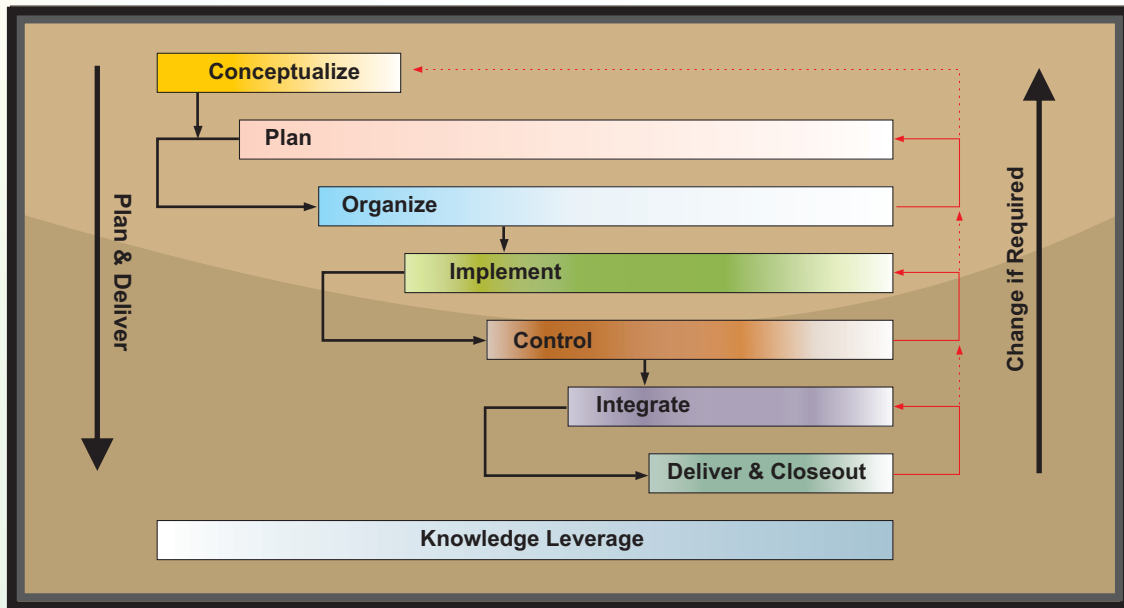 Conceptualize
Plan
Organize
Implement
Control
Integrate
Deliver & Closeout
Knowledge Leverage
Plan & Deliver
Change if Required